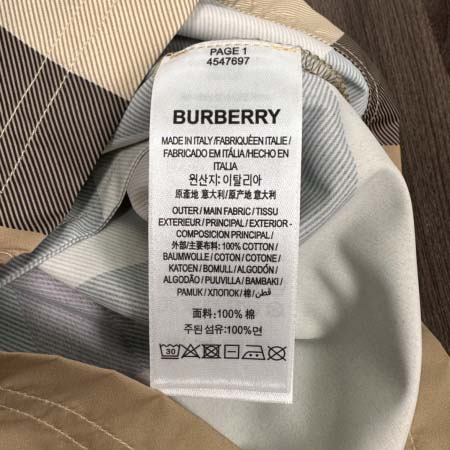 PAGE 1
4547697
BURBERRY
MADE IN ITALY/FABRIQUÉEN ITALIE/
FABRICADO EM ITÁLIA/HECHO EN
ITALIA
원산지: 이탈리아
原產地 意大利/原产地 意大利
OUTER/MAIN FABRIC/TISSU
EXTERIEUR/PRINCIPAL/EXTERIOR-
COMPOSICION PRINCIPAL/
外部/主要布料: 100% COTTON/
BAUMWOLLE/COTON/COTONE/
KATOEN/BOMULL/ALGODÓN/
ALGODÃO/PUUVILLA/BAMBAKI/
PAMUK/ХЛОПОК/棉/قطن/
面料:100% 棉
주된 섬유:100%면
30